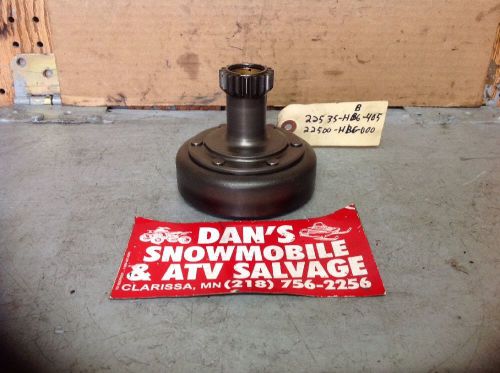 B
22535-HB6-405
22500-HB6-000
DAN'S
SNOWMOBILE
& ATV SALVAGE
CLARISSA, MN (218) 756-2256